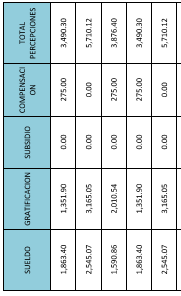 SUELDO GRATIFICACION SUBSIDIO COMPENSACI ON TOTAL PERCEPCIONES
1,863.40 1,351.90 0.00 275.00 3,490.30
2,545.07 3,165.05 0.00 0.00 5,710.12
1,590.86 2,010.54 0.00 275.00 3,876.40
1,863.40 1,351.90 0.00 275.00 3,490.30
2,545.07 3,165.05 0.00 0.00 5,710.12